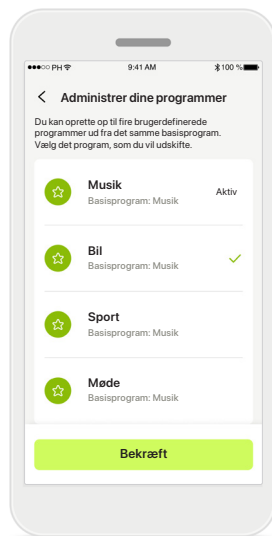 ●●●○○ PH 9:41 AM 100 %
Administrer dine programmer
Du kan oprette op til fire brugerdefinerede
programmer ud fra det samme basisprogram.
Vælg det program, som du vil udskifte.
Musik
Aktiv
Basisprogram: Musik
Bil
Basisprogram: Musik
Sport
Basisprogram: Musik
Møde
Basisprogram: Musik
Bekræft